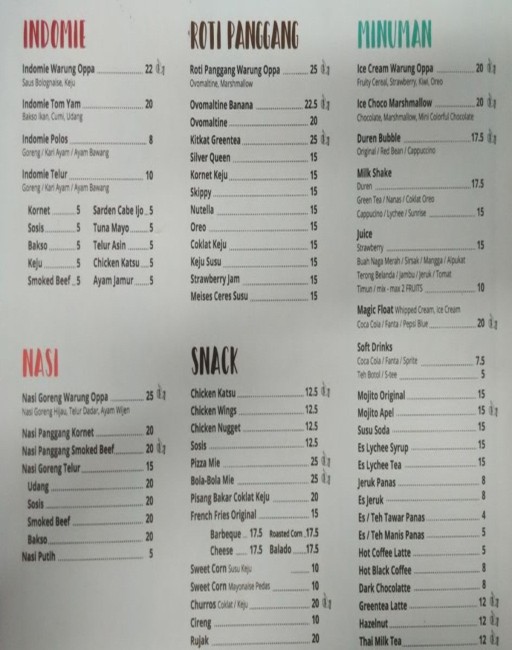 INDOMIE
Indomie Warung Oppa 22
Saus Bolognaise, Keju
Indomie Tom Yam 20
Bakso Ikan, Cumi, Udang
Indomie Polos 8
Goreng / Kari Ayam / Ayam Bawang
Indomie Telur 10
Goreng / Kari Ayam / Ayam Bawang
Kornet 5 Sarden Cabe Ijo 5
Sosis 5 Tuna Mayo 5
Bakso 5 Telur Asin 5
Keju 5 Chicken Katsu 5
Smoked Beef 5 Ayam Jamur 5
NASI
Nasi Goreng Warung Oppa 25
Nasi Goreng Hijau, Telur Dadar, Ayam Wijen
Nasi Panggang Kornet 20
Nasi Panggang Smoked Beef 20
Nasi Goreng Telur 15
Udang 20
Sosis 20
Smoked Beef 20
Bakso 20
Nasi Putih 5
ROTI PANGGANG
Roti Panggang Warung Oppa 25
Ovomaltine, Marshmallow
Ovomaltine Banana 22.5
Ovomaltine 20
Kitkat Greentea 25
Silver Queen 15
Kornet Keju 15
Skippy 15
Nutella 15
Oreo 15
Coklat Keju 15
Keju Susu 15
Strawberry Jam 15
Meises Ceres Susu 15
SNACK
Chicken Katsu 12.5
Chicken Wings 12.5
Chicken Nugget 12.5
Sosis 12.5
Pizza Mie 25
Bola-Bola Mie 25
Pisang Bakar Coklat Keju 20
French Fries Original 15
Barbeque 17.5 Roasted Corn 17.5
Cheese 17.5 Balado 17.5
Sweet Corn Susu Keju 10
Sweet Corn Mayonaise Pedas 10
Churros Coklat / Keju 20
Cireng 10
Rujak 20
MINUMAN
Ice Cream Warung Oppa 20
Fruity Cereal, Strawberry, Kiwi, Oreo
Ice Choco Marshmallow 20
Chocolate, Marshmallow, Mini Colorful Chocolate
Duren Bubble 17.5
Original / Red Bean / Cappucino
Milk Shake
Duren 17.5
Green Tea / Nanas / Coklat Oreo
Cappucino / Lychee / Sunrise 15
Juice
Strawberry 15
Buah Naga Merah / Sirsak / Mangga / Alpukat
Terong Belanda / Jambu / Jeruk / Tomat
Timun / mix - max 2 FRUITS 10
Magic Float Whipped Cream, Ice Cream
Coca Cola / Fanta / Pepsi Blue 20
Soft Drinks
Coca Cola / Fanta / Sprite 7.5
Teh Botol / S-tee 5
Mojito Original 15
Mojito Apel 15
Susu Soda 15
Es Lychee Syrup 15
Es Lychee Tea 15
Jeruk Panas 8
Es Jeruk 8
Es / Teh Tawar Panas 4
Es / Teh Manis Panas 5
Hot Coffee Latte 5
Hot Black Coffee 8
Dark Chocolatte 8
Greentea Latte 12
Hazelnut 12
Thai Milk Tea 12